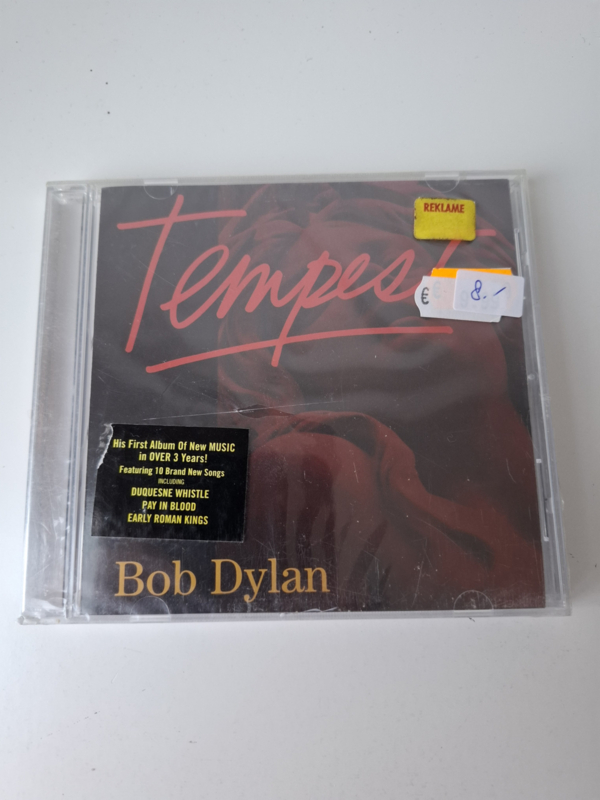 REKLAME
Tempest
€ 8.-
His First Album Of New MUSIC
in OVER 3 Years!
Featuring 10 Brand New Songs
INCLUDING
DUQUESNE WHISTLE
PAY IN BLOOD
EARLY ROMAN KINGS
Bob Dylan